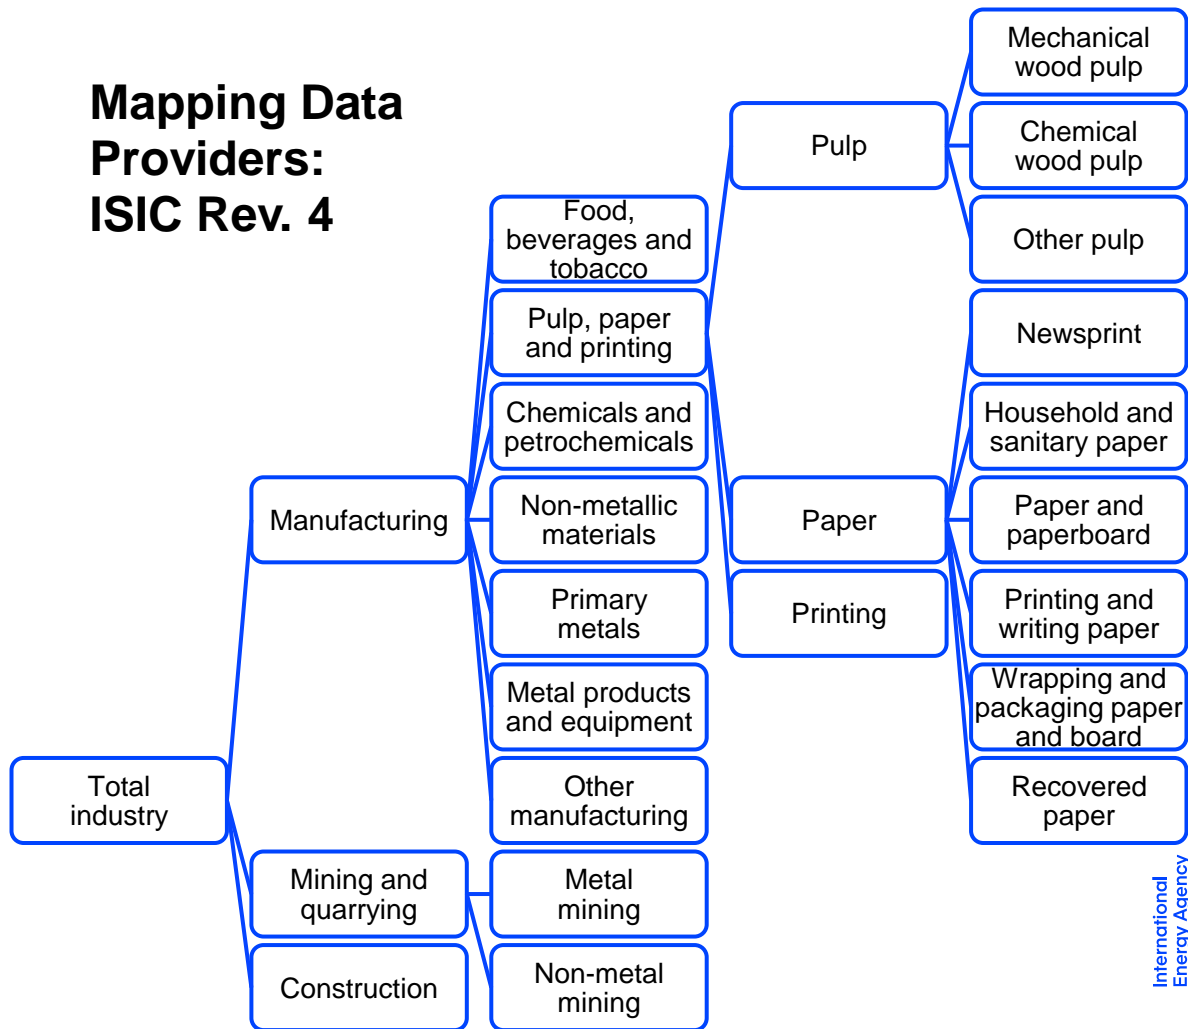 Mapping Data
Providers:
ISIC Rev. 4
Total
industry
Manufacturing
Mining and
quarrying
Construction
Food,
beverages and
tobacco
Pulp, paper
and printing
Chemicals and
petrochemicals
Non-metallic
materials
Primary
metals
Metal products
and equipment
Other
manufacturing
Metal
mining
Non-metal
mining
Pulp
Paper
Printing
Mechanical
wood pulp
Chemical
wood pulp
Other pulp
Newsprint
Household and
sanitary paper
Paper and
paperboard
Printing and
writing paper
Wrapping and
packaging paper
and board
Recovered
paper
International
Energy Agency